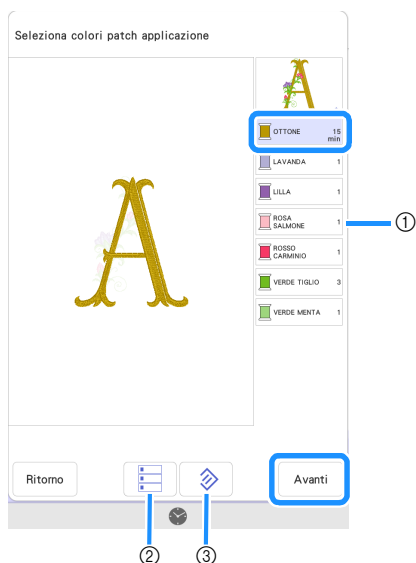 Seleziona colori patch applicazione
OTTONE 15
min
LAVANDA 1
LILLA 1
ROSA
SALMONE 1
①
ROSSO
CARMINIO 1
VERDE TIGLIO 3
VERDE MENTA 1
Ritorno
Avanti
② ③